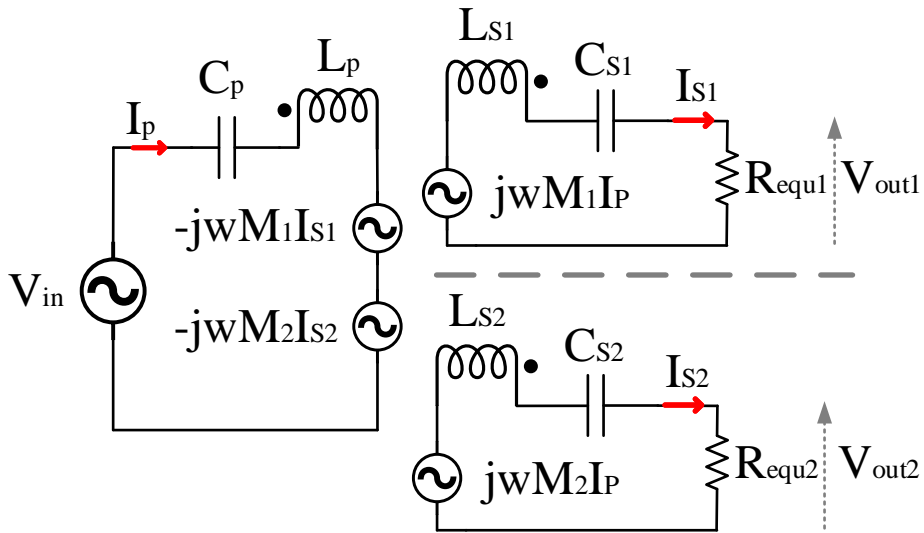 Cp
Lp
Ip
Vin
-jwM1IS1
-jwM2IS2
LS1
CS1
IS1
jwM1IP
Requ1
Vout1
LS2
CS2
IS2
jwM2IP
Requ2
Vout2